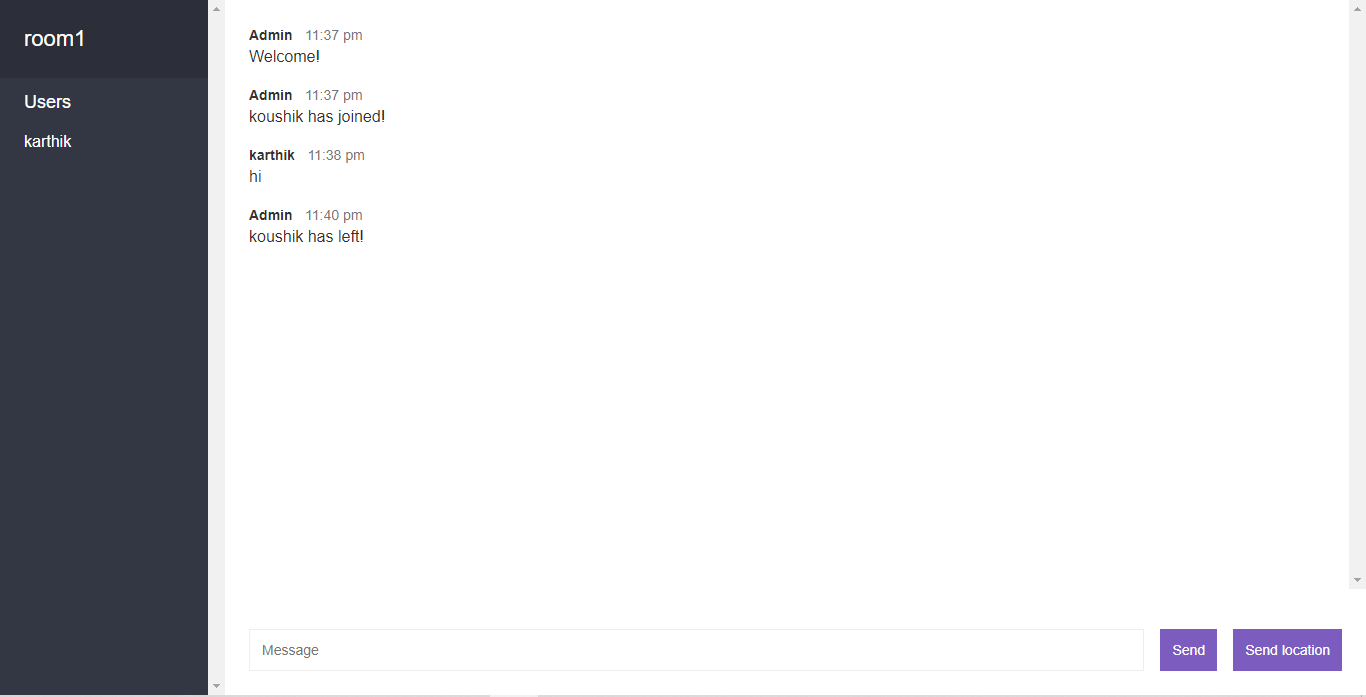 room1
Users
karthik
Admin 11:37 pm
Welcome!
Admin 11:37 pm
koushik has joined!
karthik 11:38 pm
hi
Admin 11:40 pm
koushik has left!
Message
Send
Send location